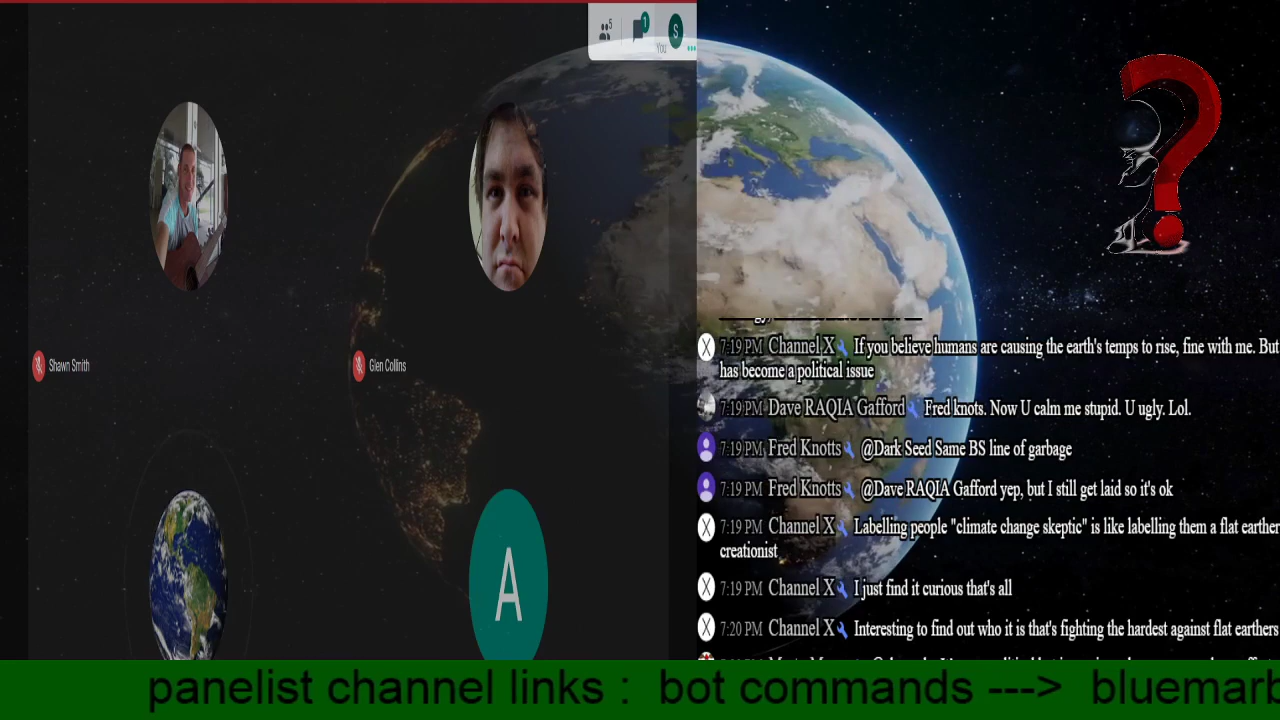 5
1
S
You
Shawn Smith
Glen Collins
A
7:19 PM Channel X If you believe humans are causing the earth's temps to rise, fine with me. But
has become a political issue
7:19 PM Dave RAQIA Gafford Fred knots. Now U calm me stupid. U ugly. Lol.
7:19 PM Fred Knotts @Dark Seed Same BS line of garbage
7:19 PM Fred Knotts @Dave RAQIA Gafford yep, but I still get laid so it's ok
7:19 PM Channel X Labelling people "climate change skeptic" is like labelling them a flat earther
creationist
7:19 PM Channel X I just find it curious that's all
7:20 PM Channel X Interesting to find out who it is that's fighting the hardest against flat earthers
panelist channel links : bot commands ---> bluemarb